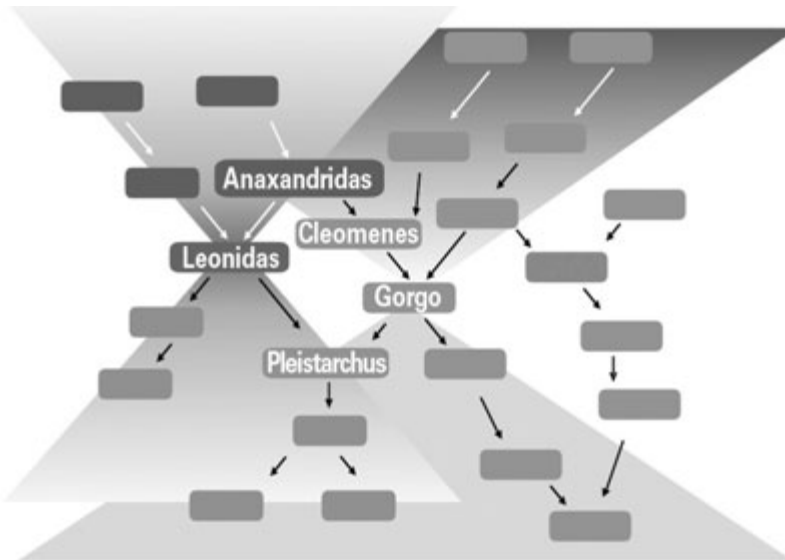 Anaxandridas
Cleomenes
Leonidas
Gorgo
Pleistarchus